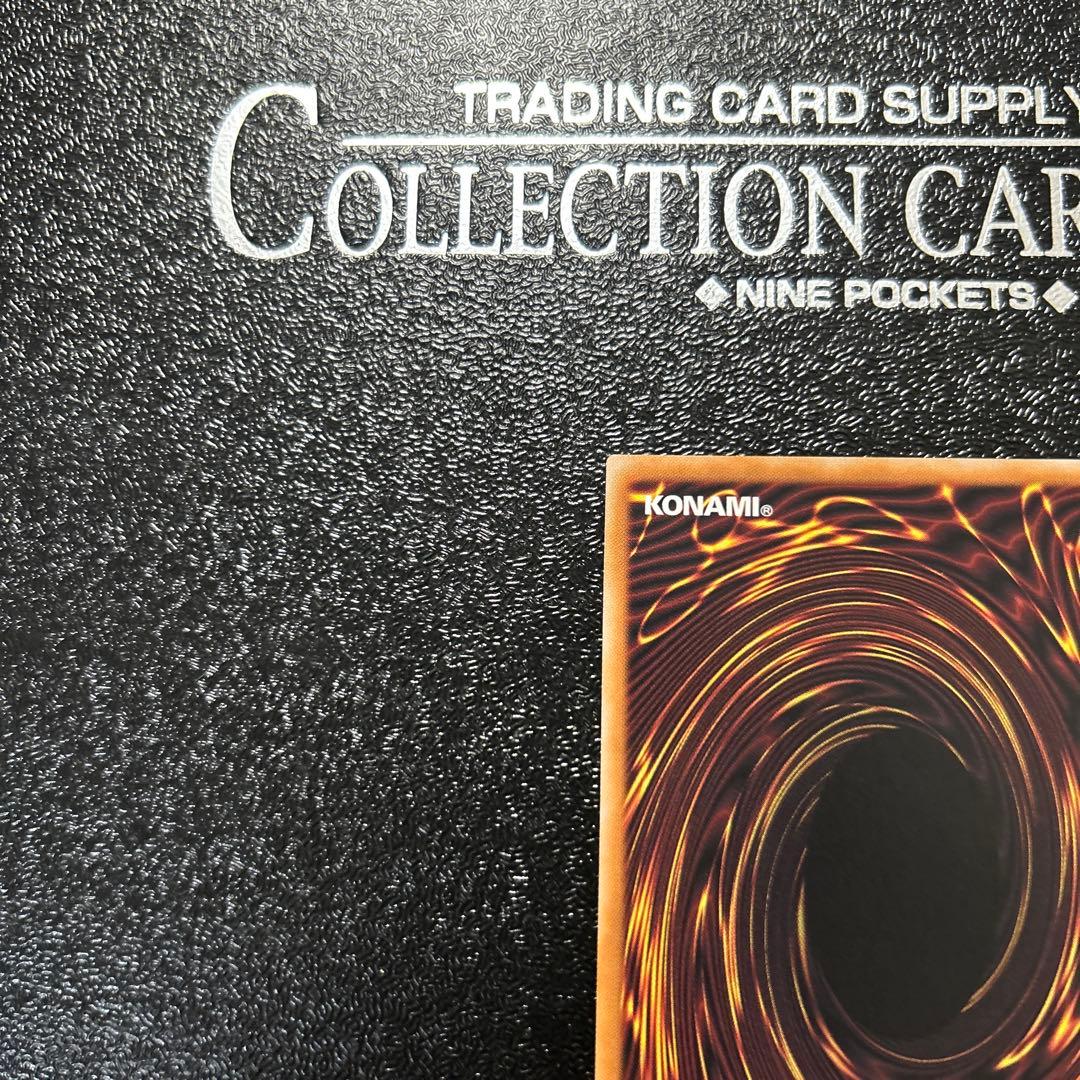 TRADING CARD SUPPLY
COLLECTION CAR
◆NINE POCKETS◆
KONAMI®